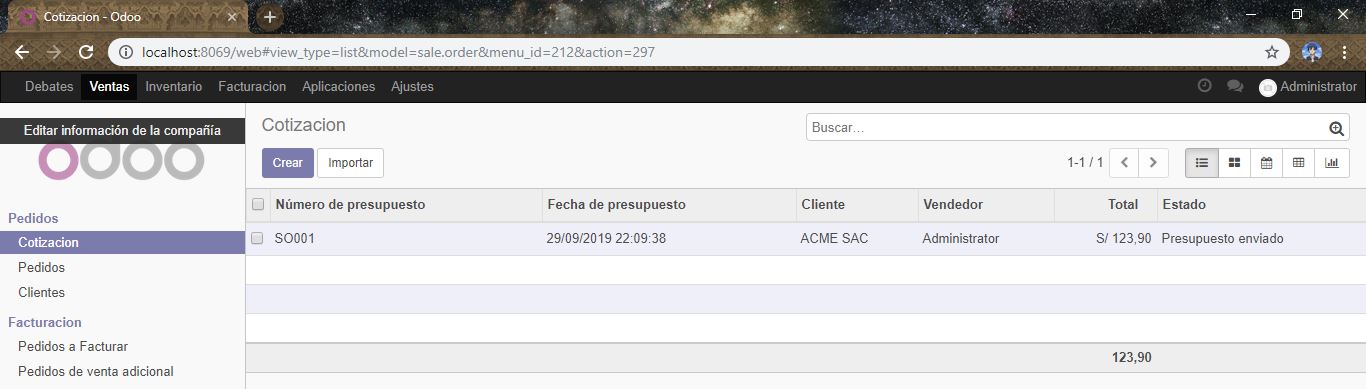 Cotizacion - Odoo
localhost:8069/web#view_type=list&model=sale.order&menu_id=212&action=297
Debates Ventas Inventario Facturacion Aplicaciones Ajustes Administrator
Editar información de la compañía
odoo
Cotizacion
Buscar...
Crear Importar
1-1 / 1
Número de presupuesto Fecha de presupuesto Cliente Vendedor Total Estado
SO001 29/09/2019 22:09:38 ACME SAC Administrator S/ 123,90 Presupuesto enviado
123,90
Pedidos
Cotizacion
Pedidos
Clientes
Facturacion
Pedidos a Facturar
Pedidos de venta adicional